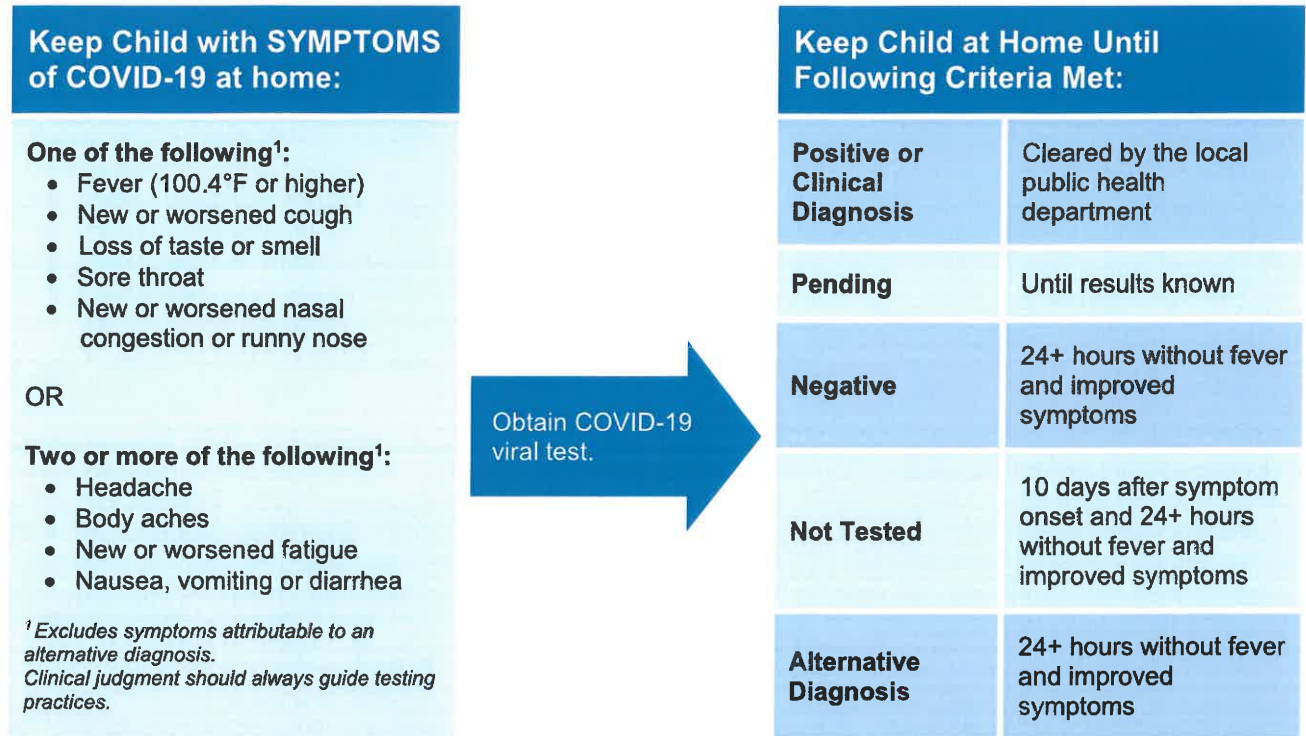 Keep Child with SYMPTOMS
of COVID-19 at home:
One of the following¹:
• Fever (100.4°F or higher)
• New or worsened cough
• Loss of taste or smell
• Sore throat
• New or worsened nasal
congestion or runny nose
OR
Two or more of the following¹:
• Headache
• Body aches
• New or worsened fatigue
• Nausea, vomiting or diarrhea
¹ Excludes symptoms attributable to an
alternative diagnosis.
Clinical judgment should always guide testing
practices.
Obtain COVID-19
viral test.
Keep Child at Home Until
Following Criteria Met:
Positive or
Clinical
Diagnosis
Cleared by the local
public health
department
Pending
Until results known
Negative
24+ hours without fever
and improved
symptoms
Not Tested
10 days after symptom
onset and 24+ hours
without fever and
improved symptoms
Alternative
Diagnosis
24+ hours without fever
and improved
symptoms